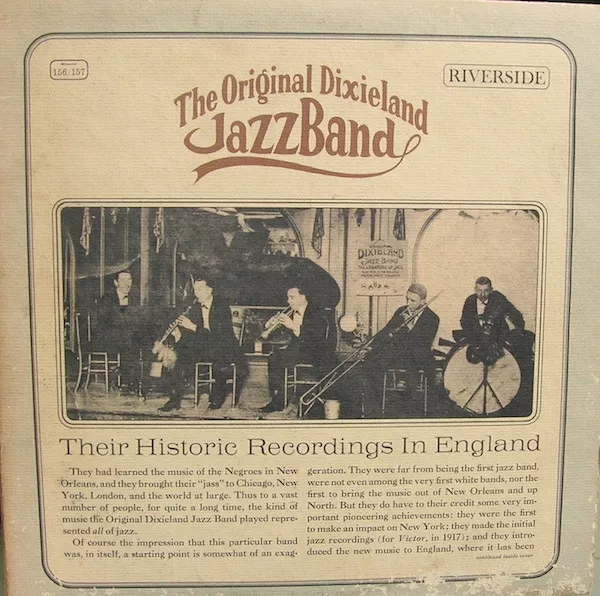 156/157
RIVERSIDE
The Original Dixieland
JazzBand
DIXIELAND
JAZZ BAND
THE CREATORS OF JAZZ
Their Historic Recordings In England
They had learned the music of the Negroes in New
Orleans, and they brought their "jass" to Chicago, New
York, London, and the world at large. Thus to a vast
number of people, for quite a long time, the kind of
music the Original Dixieland Jazz Band played repre-
sented all of jazz.
Of course the impression that this particular band
was, in itself, a starting point is somewhat of an exag-
geration. They were far from being the first jazz band,
were not even among the very first white bands, nor the
first to bring the music out of New Orleans and up
North. But they do have to their credit some very im-
portant pioneering achievements: they were the first
to make an impact on New York; they made the initial
jazz recordings (for Victor, in 1917); and they intro-
duced the new music to England, where it has been
continued inside cover